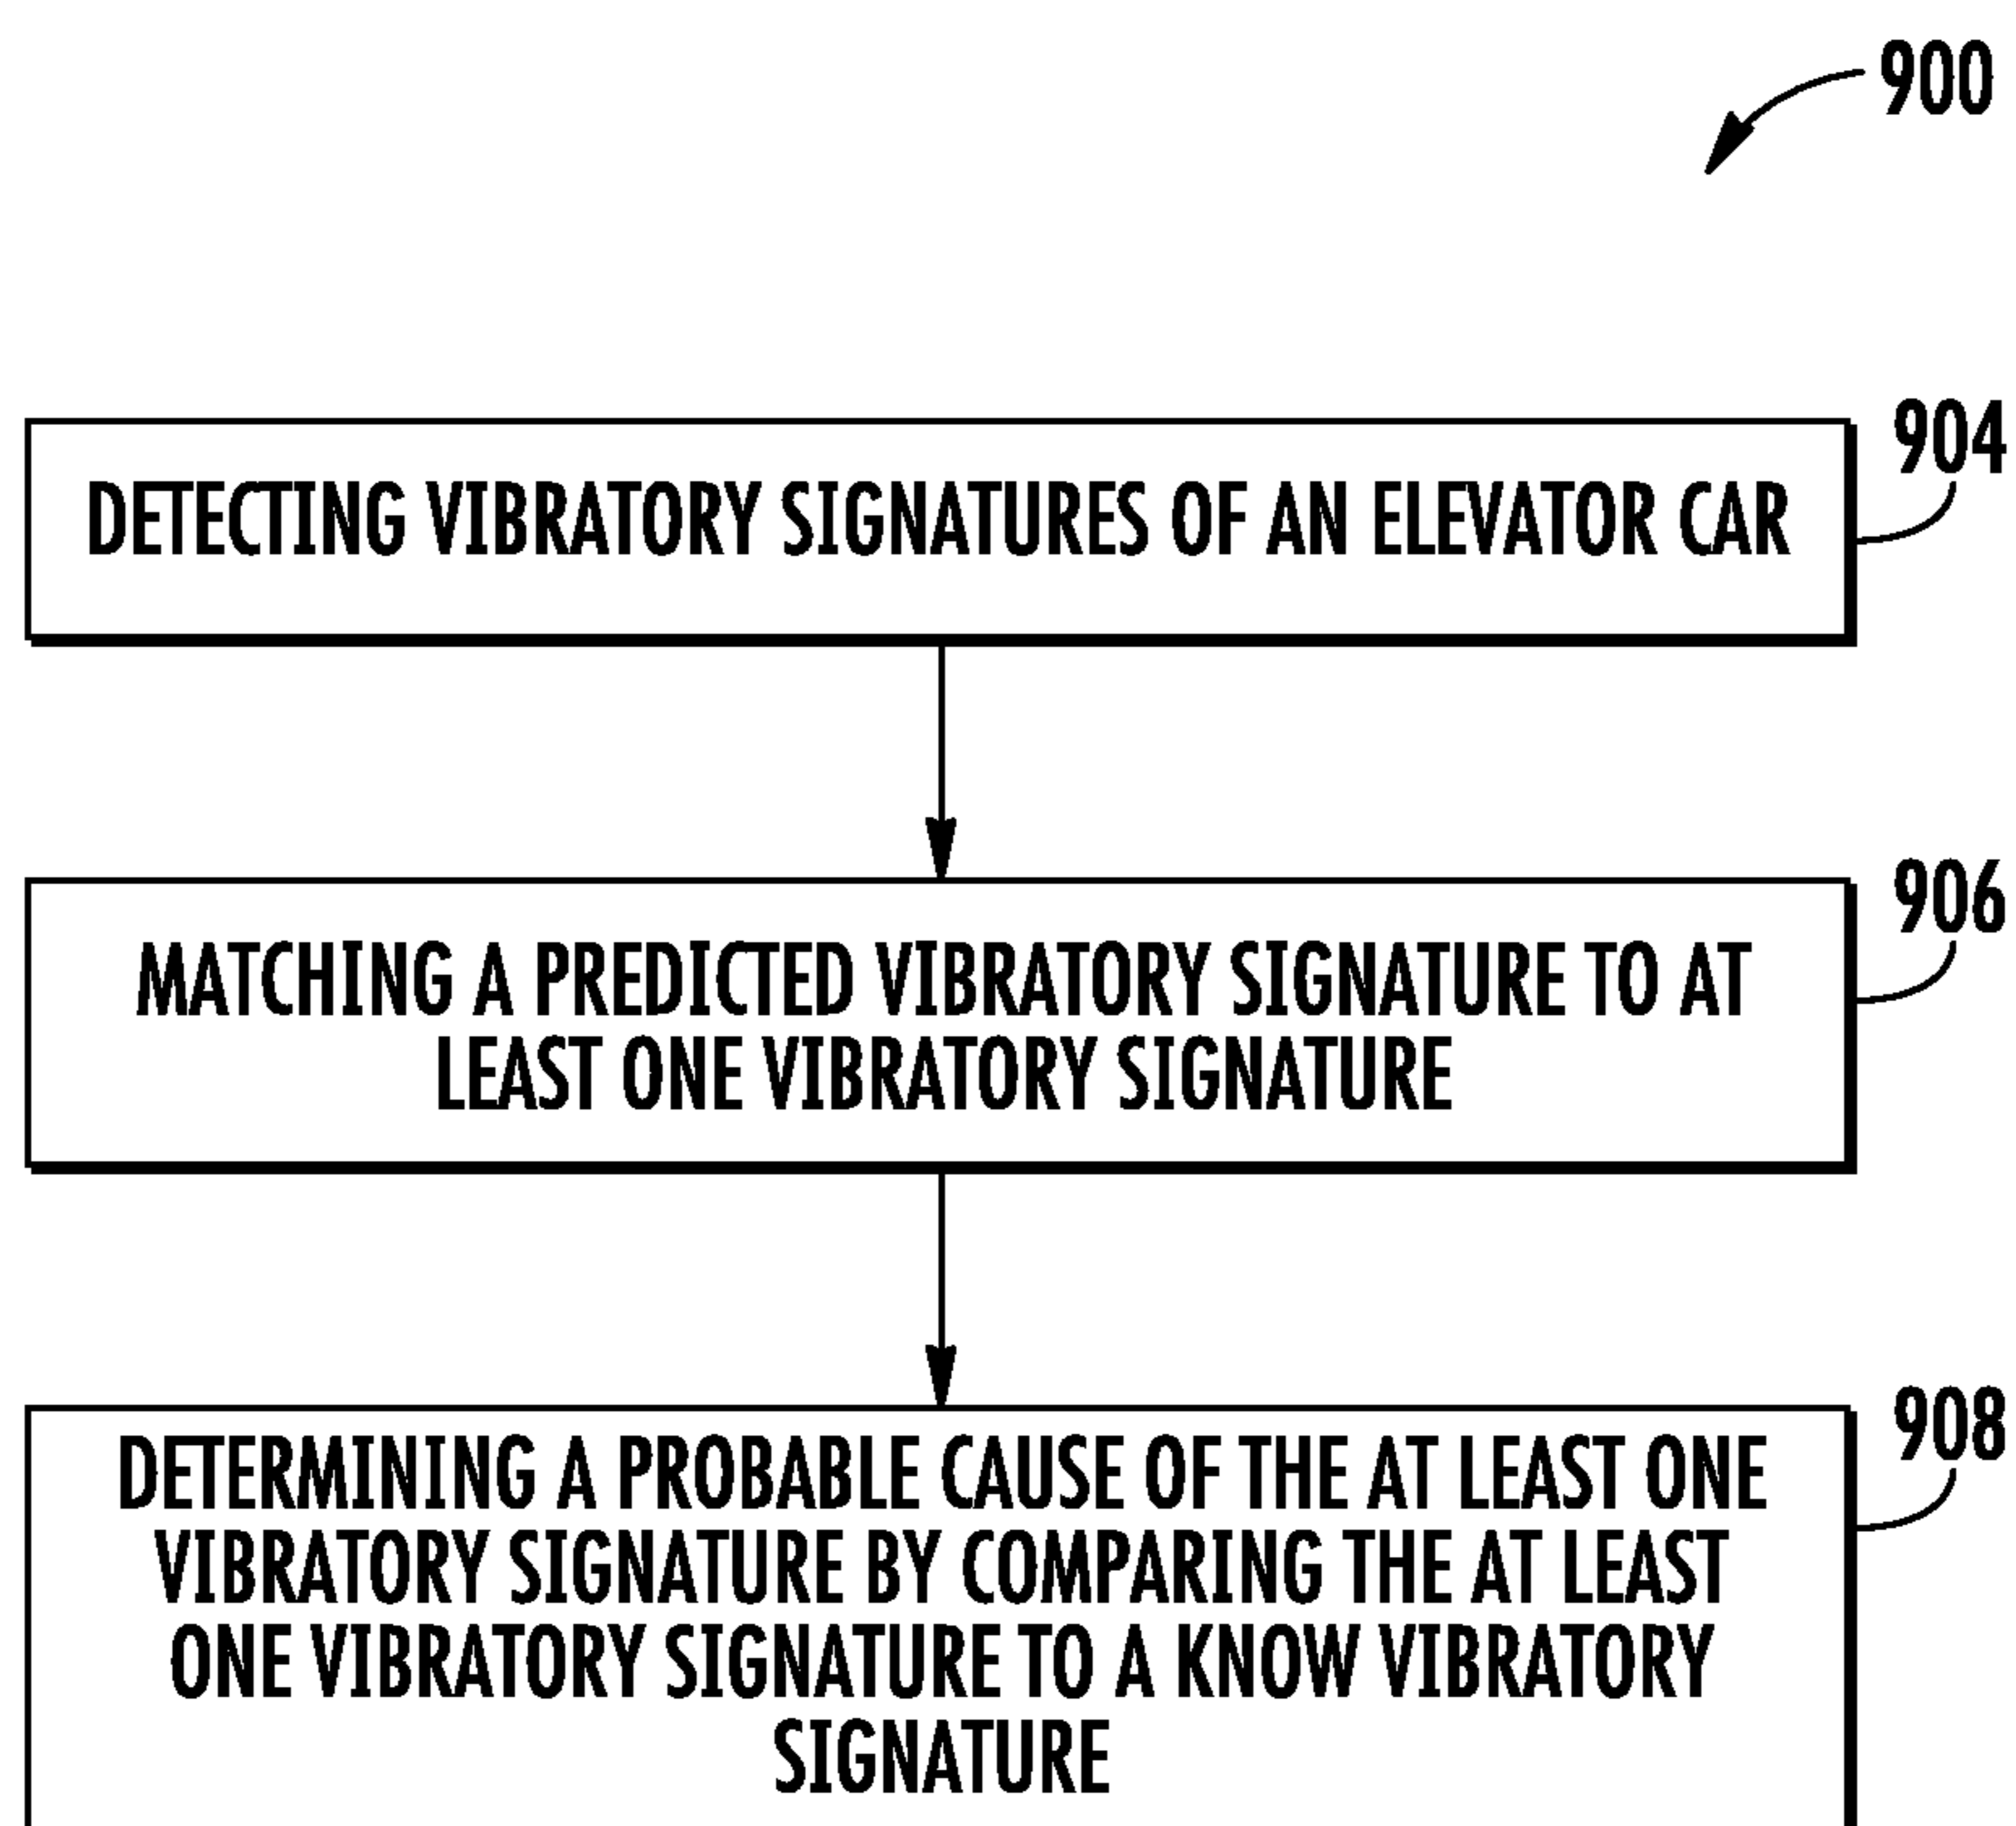 900
904
DETECTING VIBRATORY SIGNATURES OF AN ELEVATOR CAR
906
MATCHING A PREDICTED VIBRATORY SIGNATURE TO AT
LEAST ONE VIBRATORY SIGNATURE
908
DETERMINING A PROBABLE CAUSE OF THE AT LEAST ONE
VIBRATORY SIGNATURE BY COMPARING THE AT LEAST
ONE VIBRATORY SIGNATURE TO A KNOW VIBRATORY
SIGNATURE